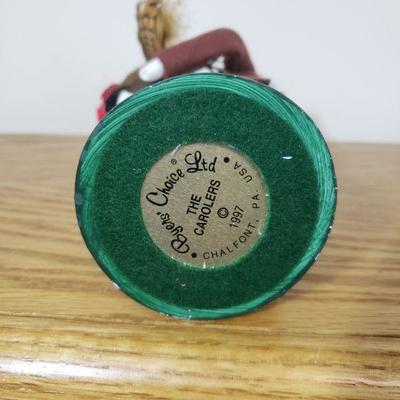 Byers' Choice Ltd®
THE
CAROLERS
©
1997
• CHALFONT, PA. USA •